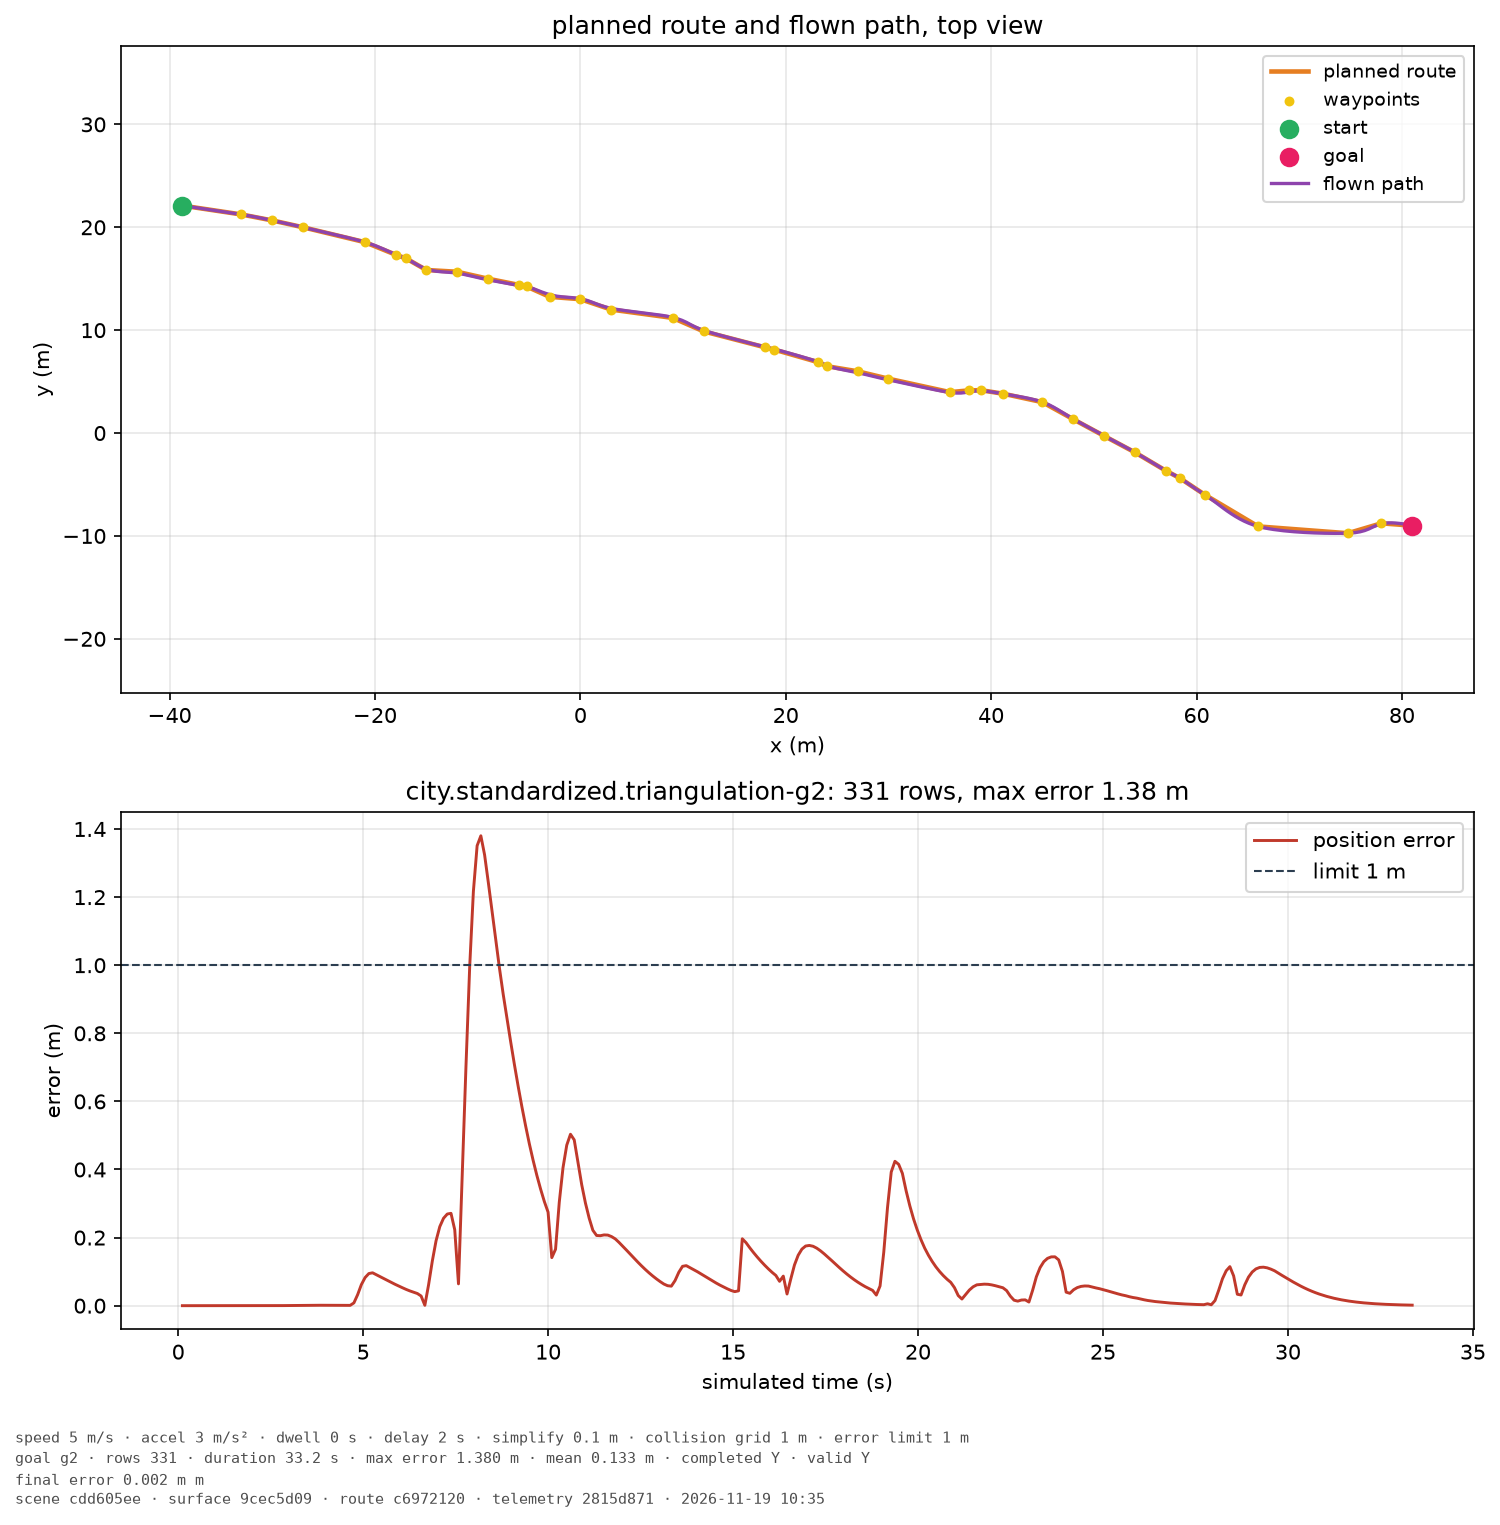 planned route and flown path, top view
planned route
waypoints
start
goal
flown path
30
20
10
0
−10
−20
y (m)
−40
−20
0
20
40
60
80
x (m)
city.standardized.triangulation-g2: 331 rows, max error 1.38 m
position error
limit 1 m
1.4
1.2
1.0
0.8
0.6
0.4
0.2
0.0
error (m)
0
5
10
15
20
25
30
35
simulated time (s)
speed 5 m/s · accel 3 m/s² · dwell 0 s · delay 2 s · simplify 0.1 m · collision grid 1 m · error limit 1 m
goal g2 · rows 331 · duration 33.2 s · max error 1.380 m · mean 0.133 m · completed Y · valid Y
final error 0.002 m m
scene cdd605ee · surface 9cec5d09 · route c6972120 · telemetry 2815d871 · 2026-11-19 10:35